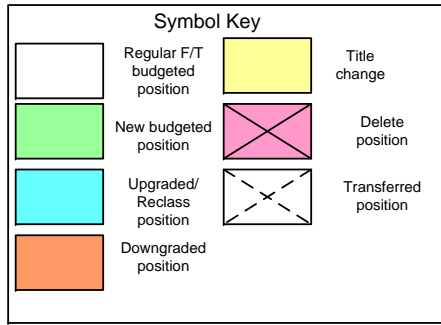 Symbol Key
Regular F/T
budgeted
position
Title
change
New budgeted
position
Delete
position
Upgraded/
Reclass
position
Transferred
position
Downgraded
position